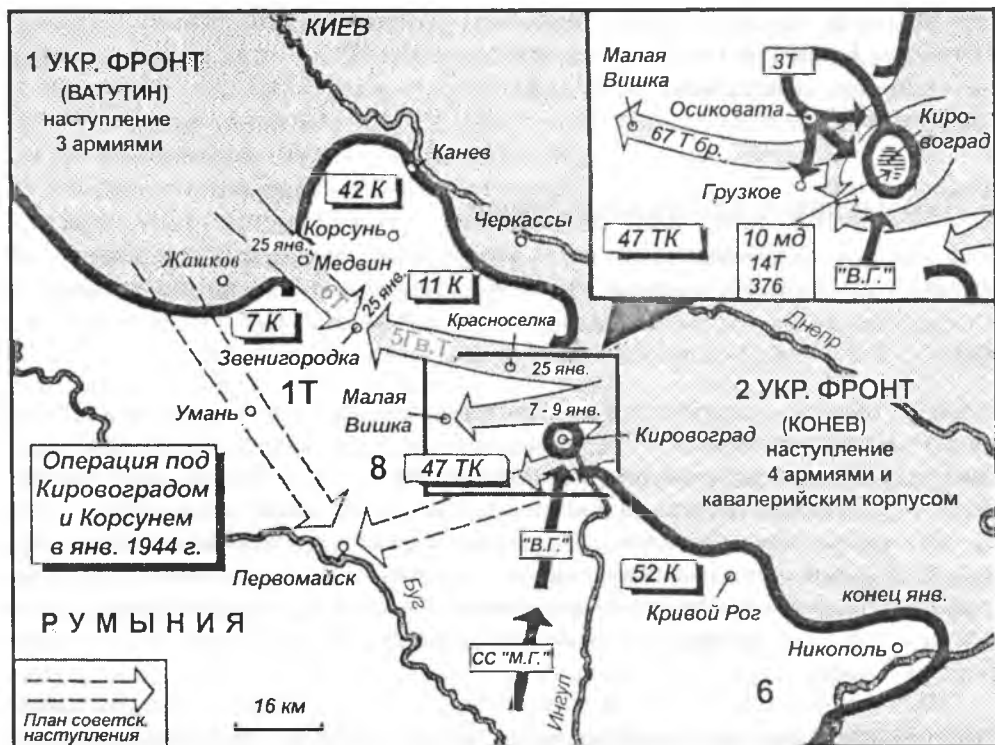 КИЕВ
1 УКР. ФРОНТ
(ВАТУТИН)
наступление
3 армиями
Канев
42 К
Корсунь
Черкассы
25 янв.
Жашков
Медвин
6Т
25 янв.
11 К
7 К
Звенигородка
Красноселка
5Гв.Т.
25 янв.
Днепр
1Т
Умань
Малая
Вишка
7 - 9 янв.
Кировоград
2 УКР. ФРОНТ
(КОНЕВ)
наступление
4 армиями и
кавалерийским корпусом
8
47 ТК
Операция под
Кировоградом
и Корсунем
в янв. 1944 г.
"В.Г."
Первомайск
Буг
52 К
Кривой Рог
конец янв.
РУМЫНИЯ
СС "М.Г."
Никополь
6
Ингул
План советск.
наступления
16 км
Малая
Вишка
3Т
Осиковата
Киро-
воград
67 Т бр.
Грузкое
47 ТК
10 мд
14Т
376
"В.Г."